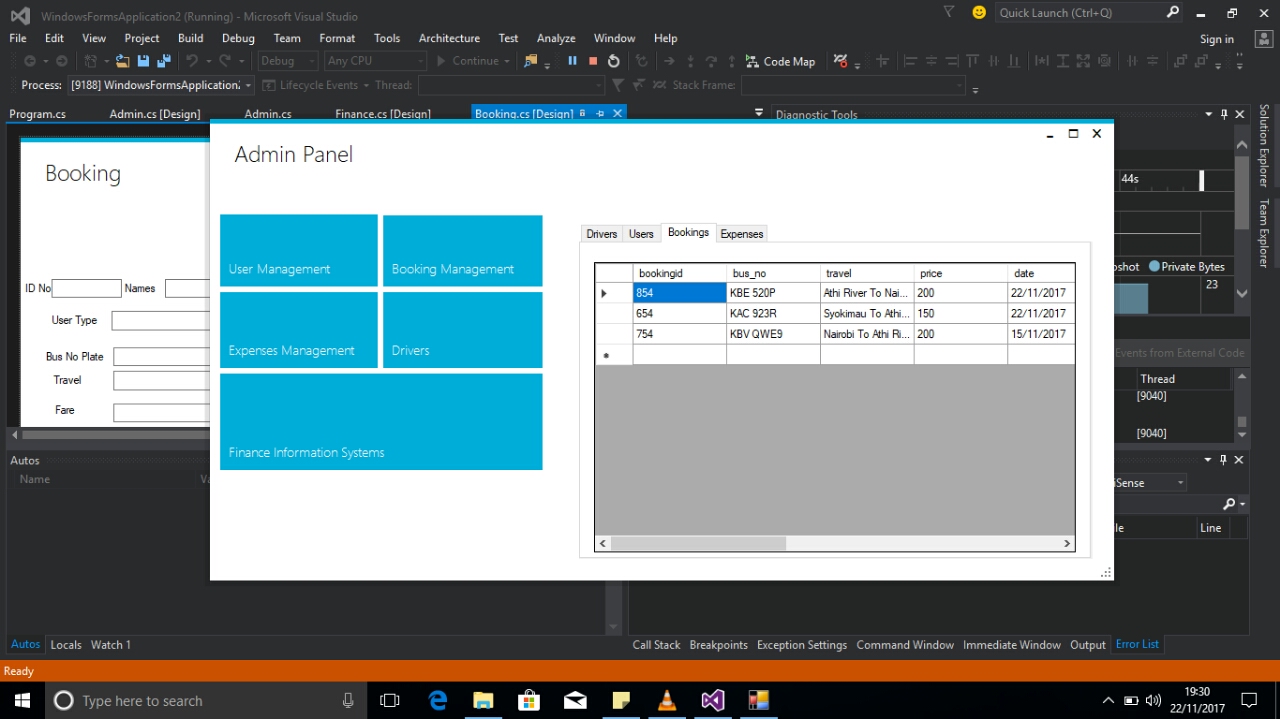 WindowsFormsApplication2 (Running) - Microsoft Visual Studio
Quick Launch (Ctrl+Q)
File Edit View Project Build Debug Team Format Tools Architecture Test Analyze Window Help
Sign in
Debug Any CPU Continue Code Map
Process: [9188] WindowsFormsApplication2 Lifecycle Events Thread: Stack Frame:
Program.cs Admin.cs [Design] Admin.cs Finance.cs [Design] Booking.cs [Design] Diagnostic Tools
Solution Explorer
Team Explorer
Admin Panel
Booking
44s
User Management
Booking Management
Drivers Users Bookings Expenses
Private Bytes
23
bookingid bus_no travel price date
854 KBE 520P Athi River To Nai... 200 22/11/2017
654 KAC 923R Syokimau To Athi... 150 22/11/2017
754 KBV QWE9 Nairobi To Athi Ri... 200 15/11/2017
ID No Names
User Type
Bus No Plate
Travel
Fare
Expenses Management
Drivers
Finance Information Systems
Events from External Code
Thread
[9040]
[9040]
Autos
Name
Line
Autos Locals Watch 1
Call Stack Breakpoints Exception Settings Command Window Immediate Window Output Error List
Ready
Type here to search
19:30
22/11/2017